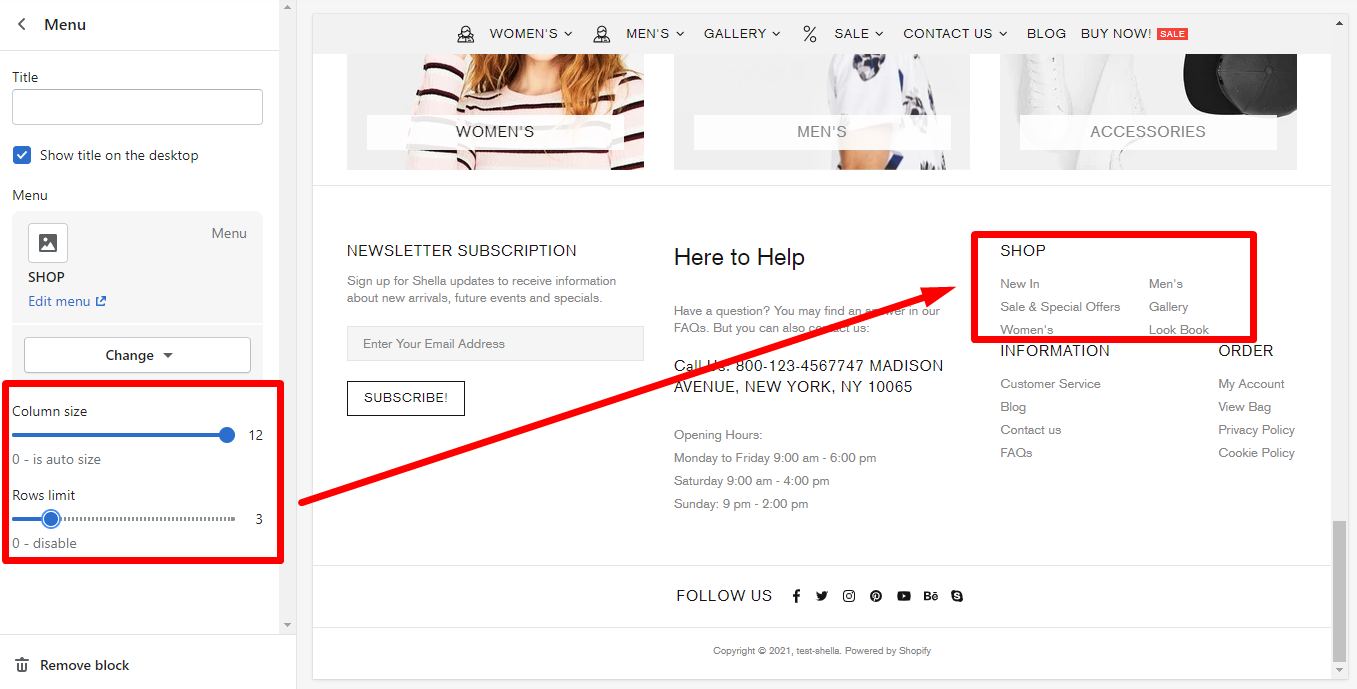 Menu
Title
Show title on the desktop
Menu
Menu
SHOP
Edit menu
Change
Column size
12
0 - is auto size
Rows limit
3
0 - disable
Remove block
WOMEN'S MEN'S GALLERY % SALE CONTACT US BLOG BUY NOW! SALE
WOMEN'S
MEN'S
ACCESSORIES
NEWSLETTER SUBSCRIPTION
Sign up for Shella updates to receive information
about new arrivals, future events and specials.
Enter Your Email Address
SUBSCRIBE!
Here to Help
Have a question? You may find an answer in our
FAQs. But you can also contact us:
Call Us: 800-123-4567747 MADISON
AVENUE, NEW YORK, NY 10065
Opening Hours:
Monday to Friday 9:00 am - 6:00 pm
Saturday 9:00 am - 4:00 pm
Sunday: 9 pm - 2:00 pm
SHOP
New In
Sale & Special Offers
Women's
Men's
Gallery
Look Book
INFORMATION
Customer Service
Blog
Contact us
FAQs
ORDER
My Account
View Bag
Privacy Policy
Cookie Policy
FOLLOW US
Bē
Copyright © 2021, test-shella. Powered by Shopify